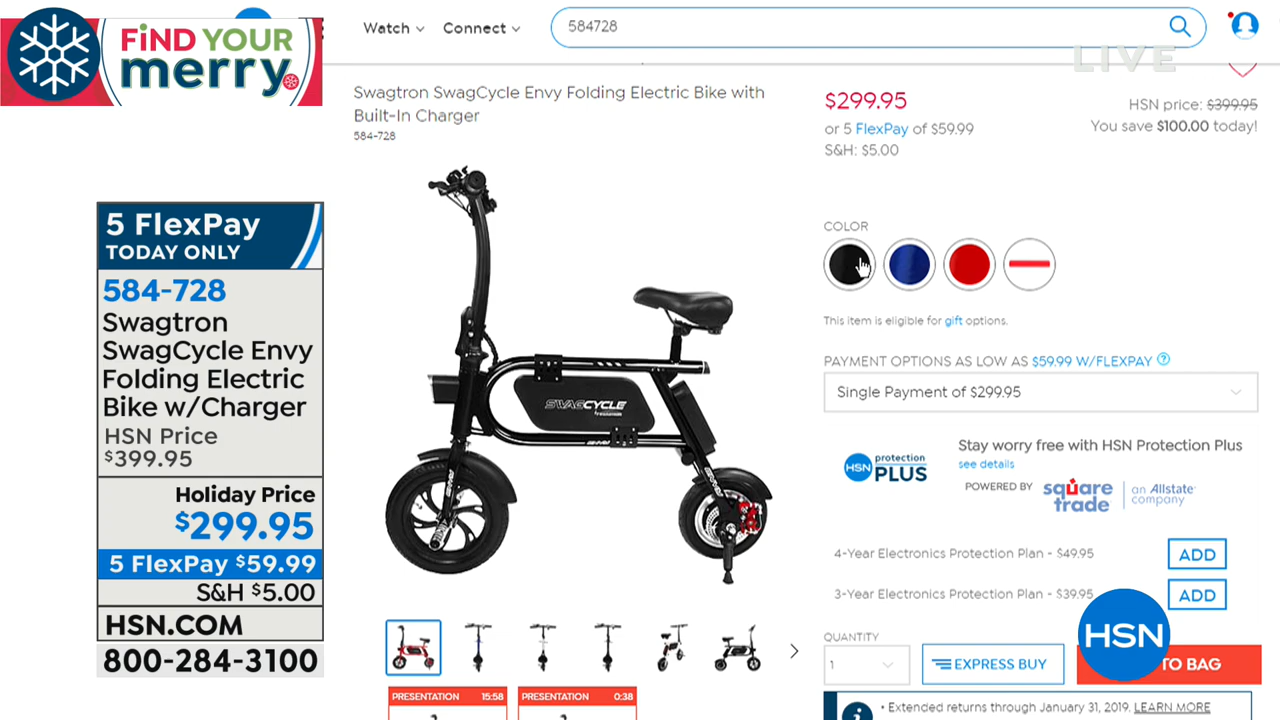 FiND YOUR
merry.
Watch
Connect
584728
LIVE
Swagtron SwagCycle Envy Folding Electric Bike with
Built-In Charger
584-728
$299.95
or 5 FlexPay of $59.99
S&H: $5.00
HSN price: $399.95
You save $100.00 today!
5 FlexPay
TODAY ONLY
584-728
Swagtron
SwagCycle Envy
Folding Electric
Bike w/Charger
HSN Price
$399.95
Holiday Price
$299.95
5 FlexPay $59.99
S&H $5.00
HSN.COM
800-284-3100
SWAGCYCLE
COLOR
This item is eligible for gift options.
PAYMENT OPTIONS AS LOW AS $59.99 W/FLEXPAY ?
Single Payment of $299.95
HSN protection
PLUS
Stay worry free with HSN Protection Plus
see details
POWERED BY
square
trade
an Allstate
company
4-Year Electronics Protection Plan - $49.95
ADD
3-Year Electronics Protection Plan - $39.95
ADD
QUANTITY
1
EXPRESS BUY
TO BAG
HSN
PRESENTATION 15:58
PRESENTATION 0:38
• Extended returns through January 31, 2019. LEARN MORE